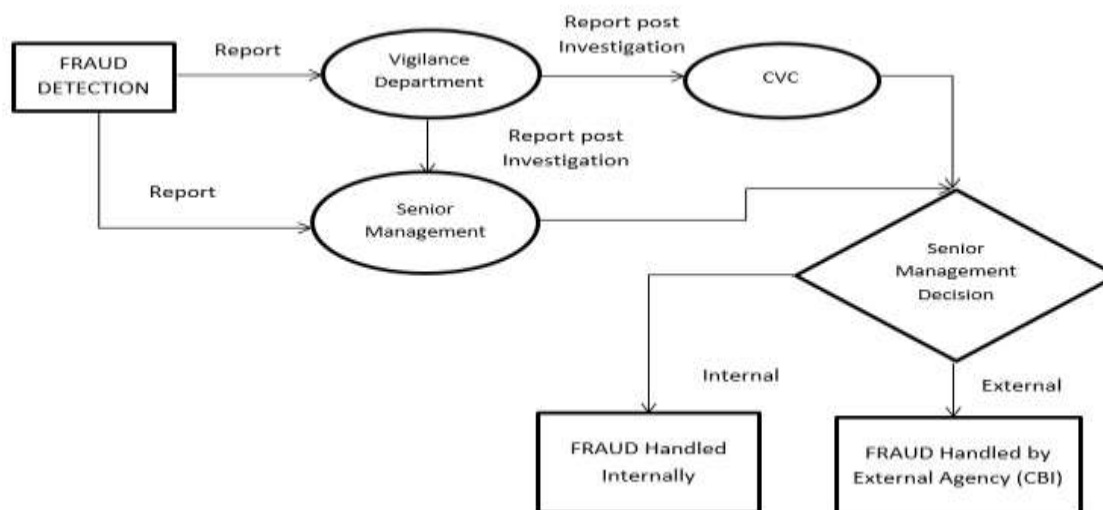 FRAUD
DETECTION
Report
Vigilance
Department
Report post
Investigation
CVC
Report post
Investigation
Report
Senior
Management
Senior
Management
Decision
Internal
External
FRAUD Handled
Internally
FRAUD Handled by
External Agency (CBI)